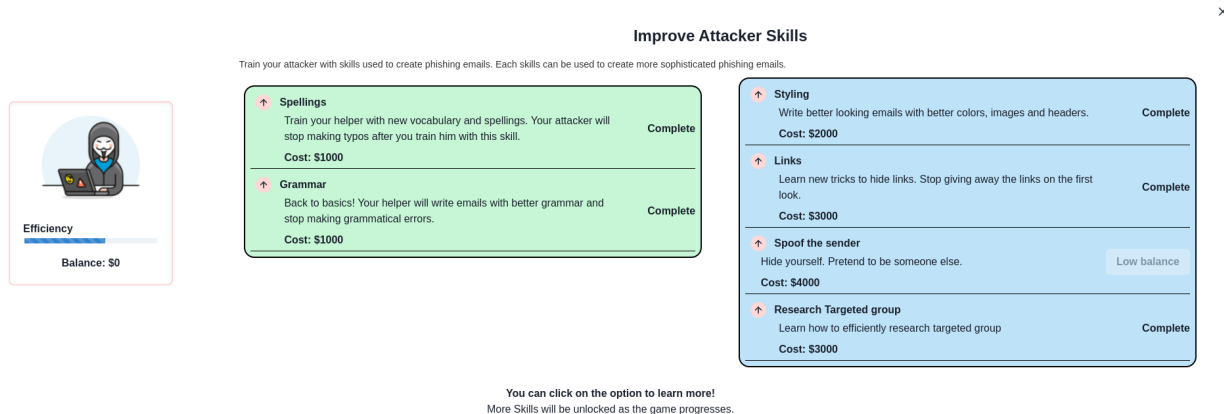 Improve Attacker Skills
Train your attacker with skills used to create phishing emails. Each skills can be used to create more sophisticated phishing emails.
Efficiency
Balance: $0
Spellings
Train your helper with new vocabulary and spellings. Your attacker will
stop making typos after you train him with this skill.
Complete
Cost: $1000
Grammar
Back to basics! Your helper will write emails with better grammar and
stop making grammatical errors.
Complete
Cost: $1000
Styling
Write better looking emails with better colors, images and headers.
Complete
Cost: $2000
Links
Learn new tricks to hide links. Stop giving away the links on the first
look.
Complete
Cost: $3000
Spoof the sender
Hide yourself. Pretend to be someone else.
Low balance
Cost: $4000
Research Targeted group
Learn how to efficiently research targeted group
Complete
Cost: $3000
You can click on the option to learn more!
More Skills will be unlocked as the game progresses.